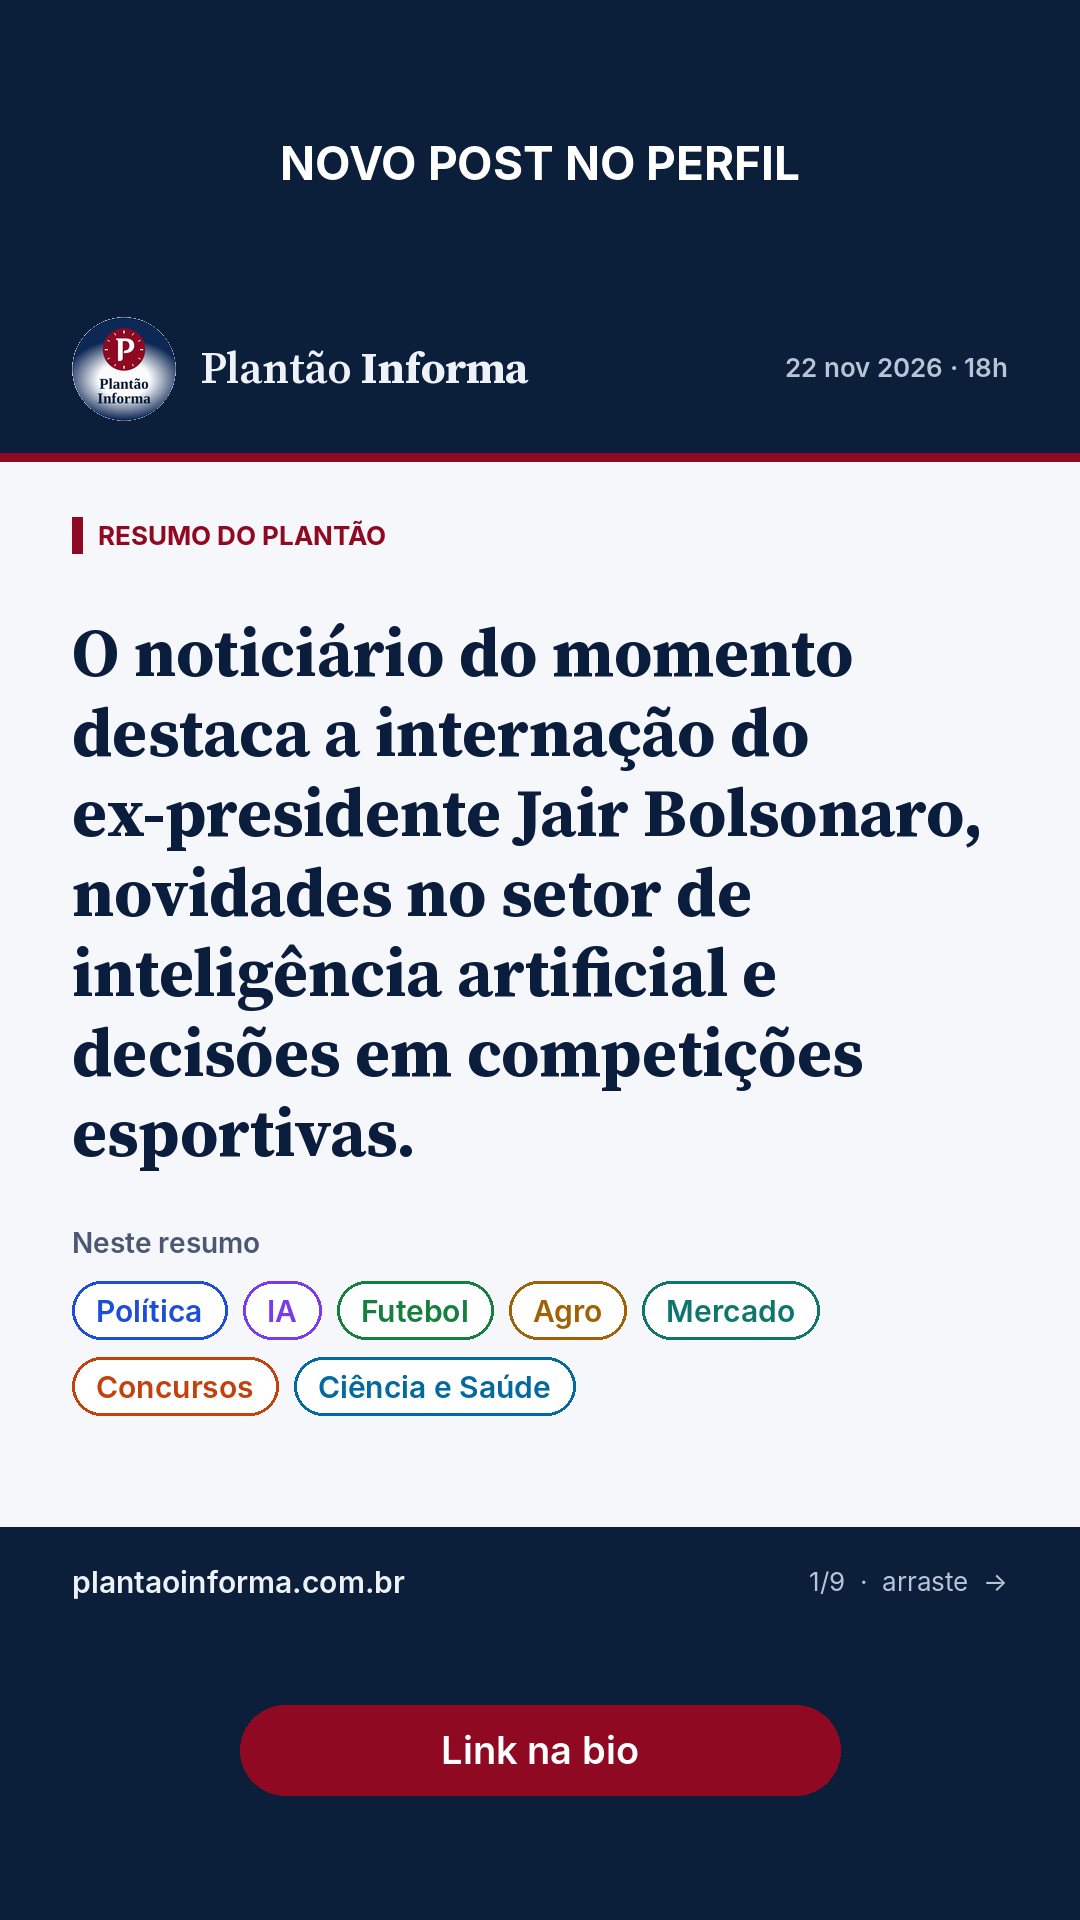 NOVO POST NO PERFIL
P
Plantão
Informa
Plantão Informa
22 nov 2026 · 18h
RESUMO DO PLANTÃO
O noticiário do momento
destaca a internação do
ex-presidente Jair Bolsonaro,
novidades no setor de
inteligência artificial e
decisões em competições
esportivas.
Neste resumo
Política
IA
Futebol
Agro
Mercado
Concursos
Ciência e Saúde
plantaoinforma.com.br
1/9 · arraste →
Link na bio